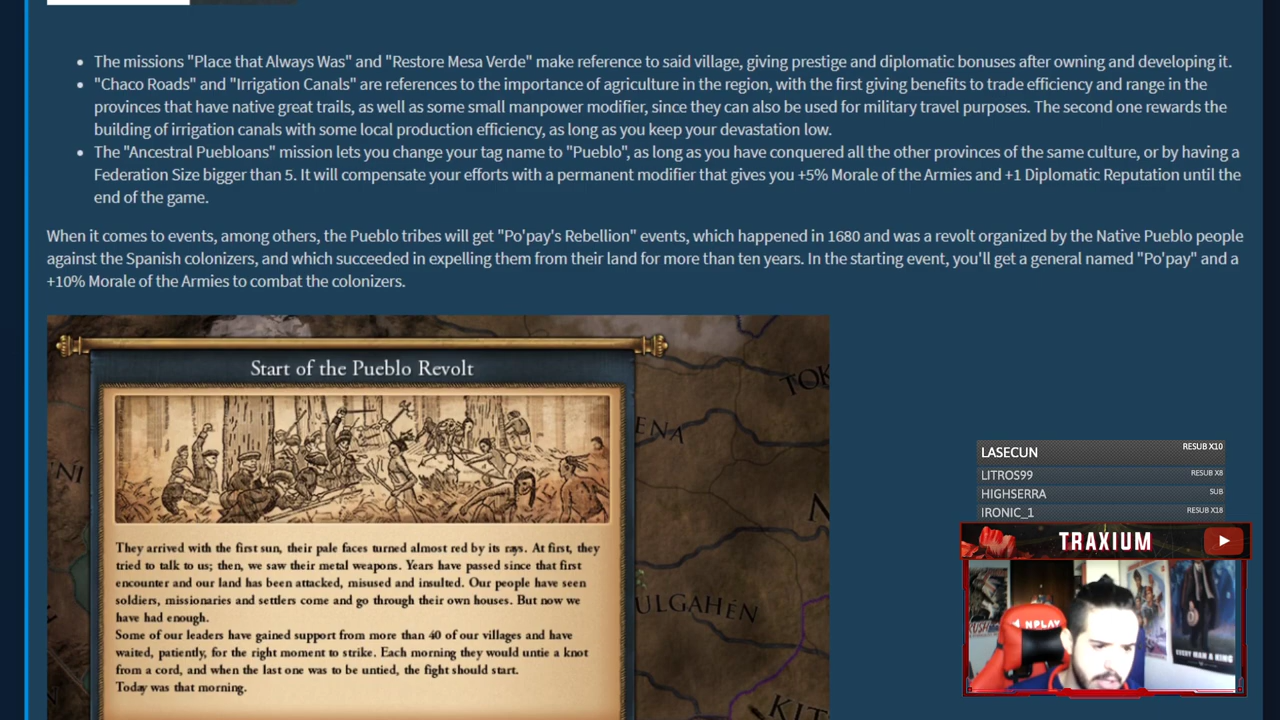 The missions "Place that Always Was" and "Restore Mesa Verde" make reference to said village, giving prestige and diplomatic bonuses after owning and developing it.
"Chaco Roads" and "Irrigation Canals" are references to the importance of agriculture in the region, with the first giving benefits to trade efficiency and range in the
provinces that have native great trails, as well as some small manpower modifier, since they can also be used for military travel purposes. The second one rewards the
building of irrigation canals with some local production efficiency, as long as you keep your devastation low.
The "Ancestral Puebloans" mission lets you change your tag name to "Pueblo", as long as you have conquered all the other provinces of the same culture, or by having a
Federation Size bigger than 5. It will compensate your efforts with a permanent modifier that gives you +5% Morale of the Armies and +1 Diplomatic Reputation until the
end of the game.
When it comes to events, among others, the Pueblo tribes will get "Po'pay's Rebellion" events, which happened in 1680 and was a revolt organized by the Native Pueblo people
against the Spanish colonizers, and which succeeded in expelling them from their land for more than ten years. In the starting event, you'll get a general named "Po'pay" and a
+10% Morale of the Armies to combat the colonizers.
Start of the Pueblo Revolt
They arrived with the first sun, their pale faces turned almost red by its rays. At first, they
tried to talk to us; then, we saw their metal weapons. Years have passed since that first
encounter and our land has been attacked, misused and insulted. Our people have seen
soldiers, missionaries and settlers come and go through their own houses. But now we
have had enough.
Some of our leaders have gained support from more than 40 of our villages and have
waited, patiently, for the right moment to strike. Each morning they would untie a knot
from a cord, and when the last one was to be untied, the fight should start.
Today was that morning.
TOK
ENA
NI
ULGAHÉN
KIT
LASECUN RESUB X10
LITROS99 RESUB X8
HIGHSERRA SUB
IRONIC_1 RESUB X18
TRAXIUM
NPLAY
EVERY MAN A KING